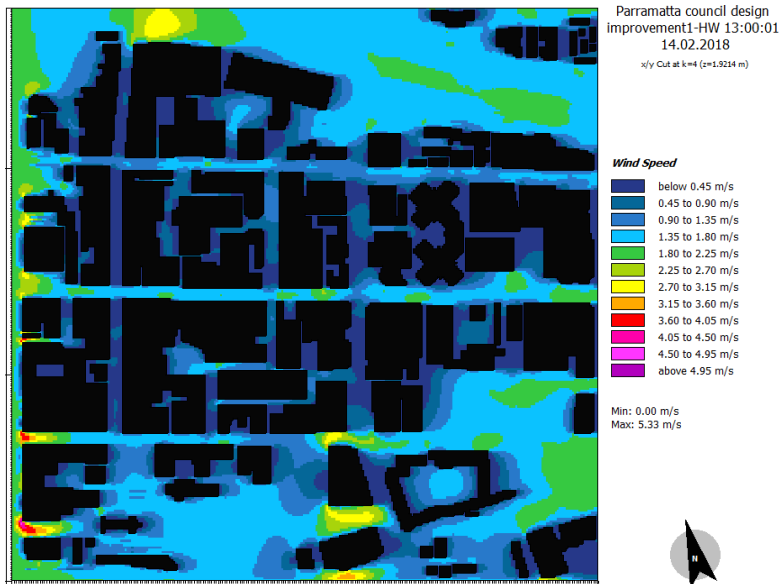 Parramatta council design
improvement1-HW 13:00:01
14.02.2018
x/y Cut at k=4 (z=1.9214 m)
Wind Speed
below 0.45 m/s
0.45 to 0.90 m/s
0.90 to 1.35 m/s
1.35 to 1.80 m/s
1.80 to 2.25 m/s
2.25 to 2.70 m/s
2.70 to 3.15 m/s
3.15 to 3.60 m/s
3.60 to 4.05 m/s
4.05 to 4.50 m/s
4.50 to 4.95 m/s
above 4.95 m/s
Min: 0.00 m/s
Max: 5.33 m/s
N